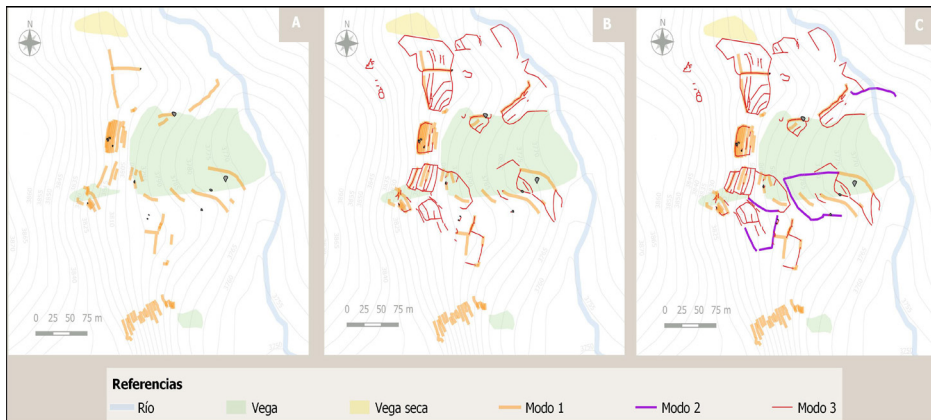 A
B
C
N
N
N
0 25 50 75 m
0 25 50 75 m
0 25 50 75 m
Referencias
Río
Vega
Vega seca
Modo 1
Modo 2
Modo 3